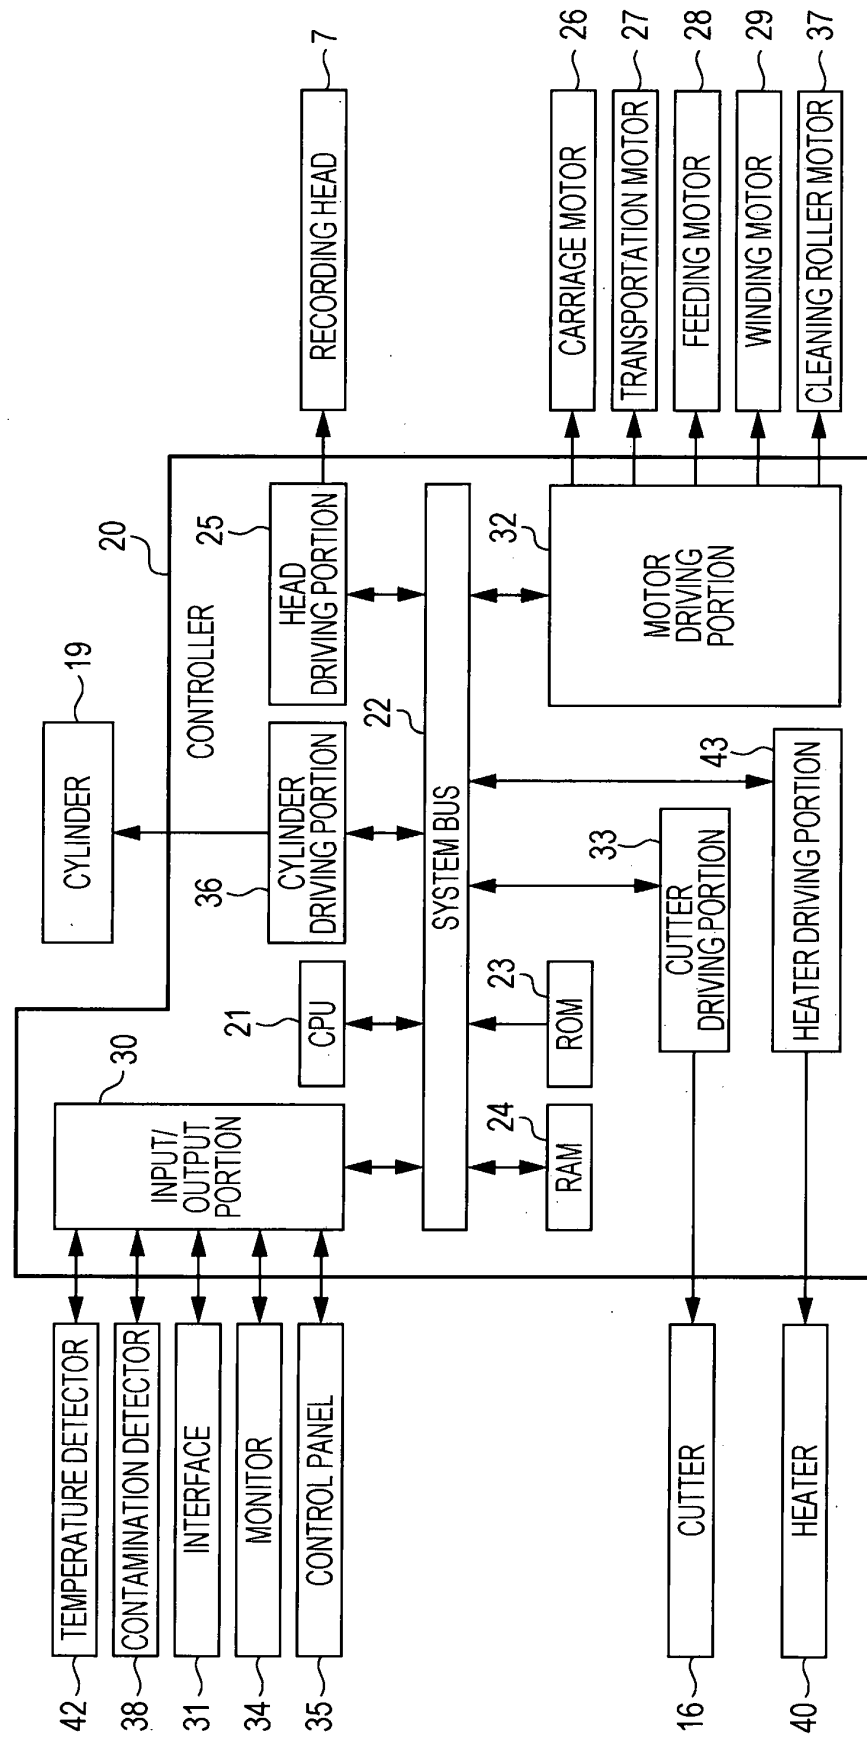 42
TEMPERATURE DETECTOR
38
CONTAMINATION DETECTOR
31
INTERFACE
34
MONITOR
35
CONTROL PANEL
16
CUTTER
40
HEATER
30
INPUT/
OUTPUT
PORTION
21
CPU
24
RAM
23
ROM
22
SYSTEM BUS
19
CYLINDER
36
CYLINDER
DRIVING PORTION
20
CONTROLLER
25
HEAD
DRIVING PORTION
33
CUTTER
DRIVING PORTION
43
HEATER DRIVING PORTION
32
MOTOR
DRIVING
PORTION
RECORDING HEAD
7
CARRIAGE MOTOR
26
TRANSPORTATION MOTOR
27
FEEDING MOTOR
28
WINDING MOTOR
29
CLEANING ROLLER MOTOR
37